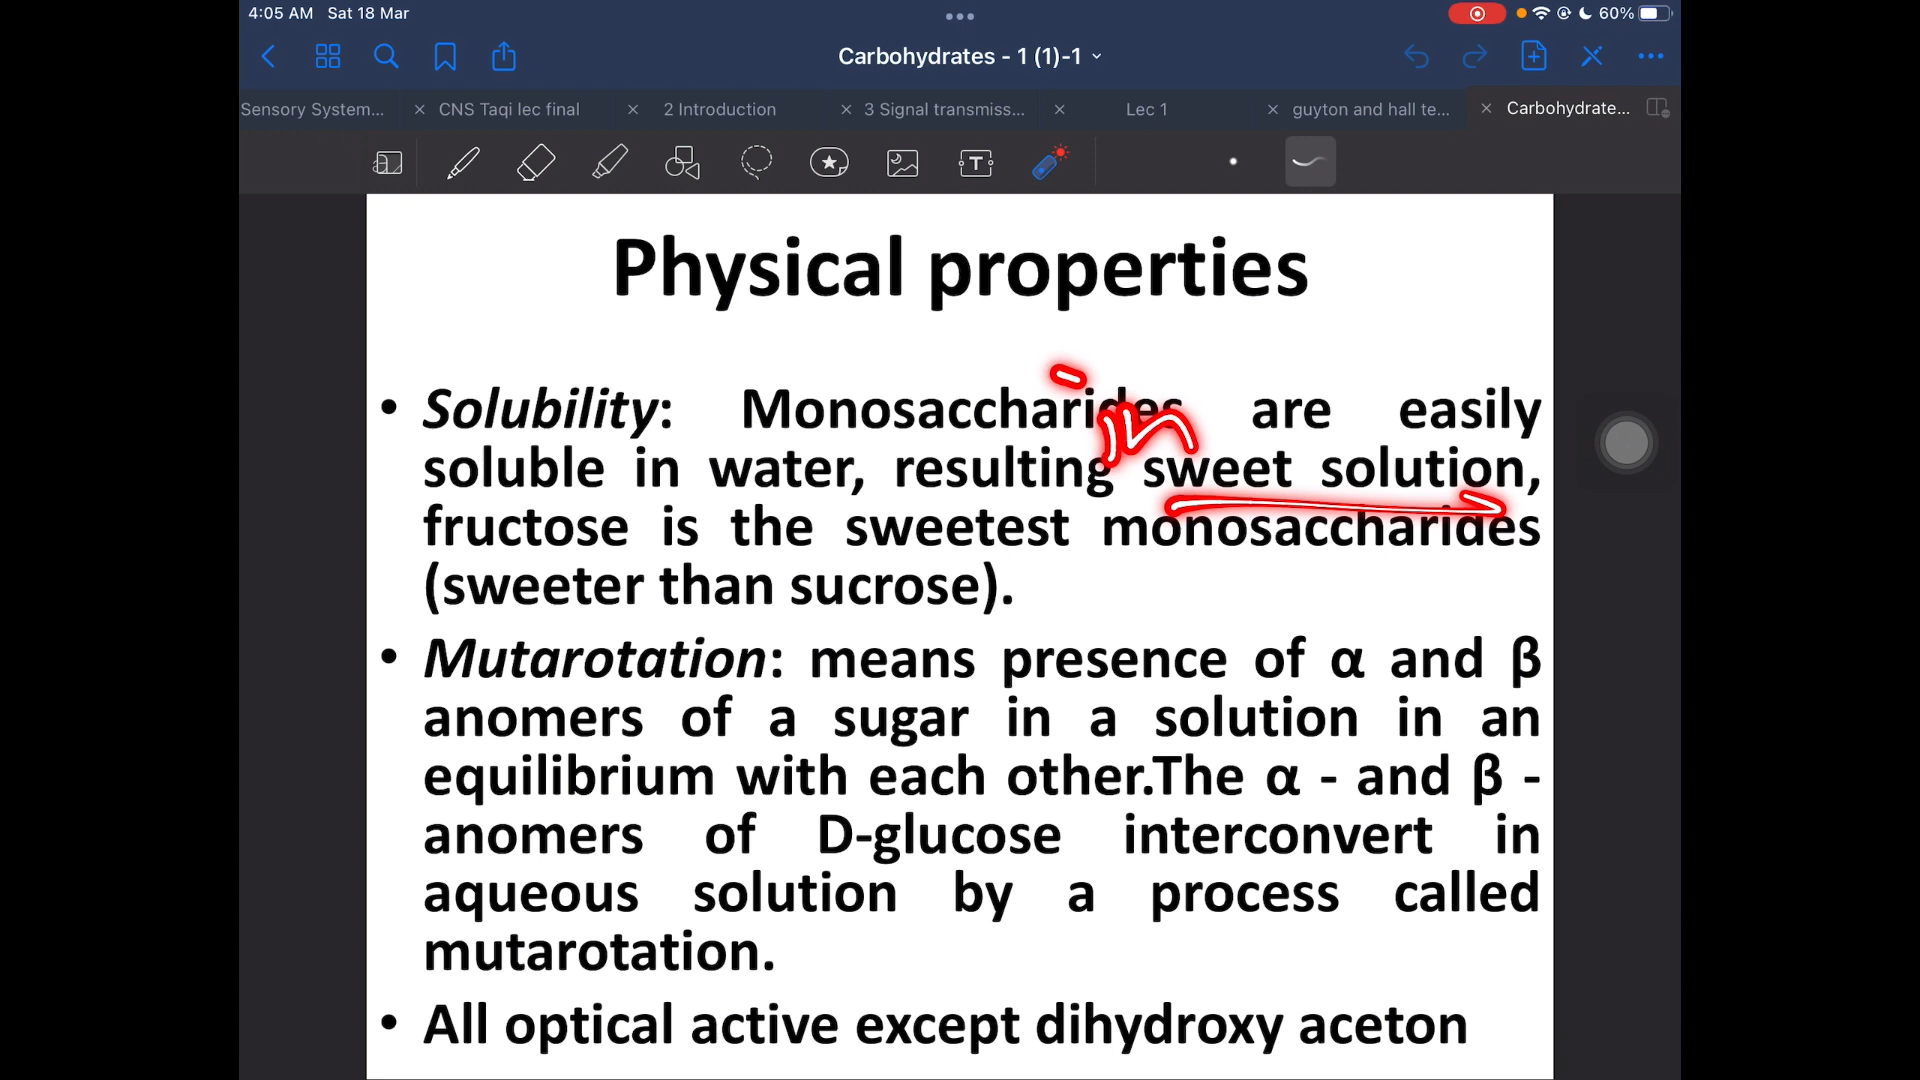 4:05 AM Sat 18 Mar
60%
Carbohydrates - 1 (1)-1
Sensory System... CNS Taqi lec final 2 Introduction 3 Signal transmiss... Lec 1 guyton and hall te... Carbohydrate...
Physical properties
• Solubility: Monosaccharides are easily
soluble in water, resulting sweet solution,
fructose is the sweetest monosaccharides
(sweeter than sucrose).
• Mutarotation: means presence of α and β
anomers of a sugar in a solution in an
equilibrium with each other.The α - and β -
anomers of D-glucose interconvert in
aqueous solution by a process called
mutarotation.
• All optical active except dihydroxy aceton